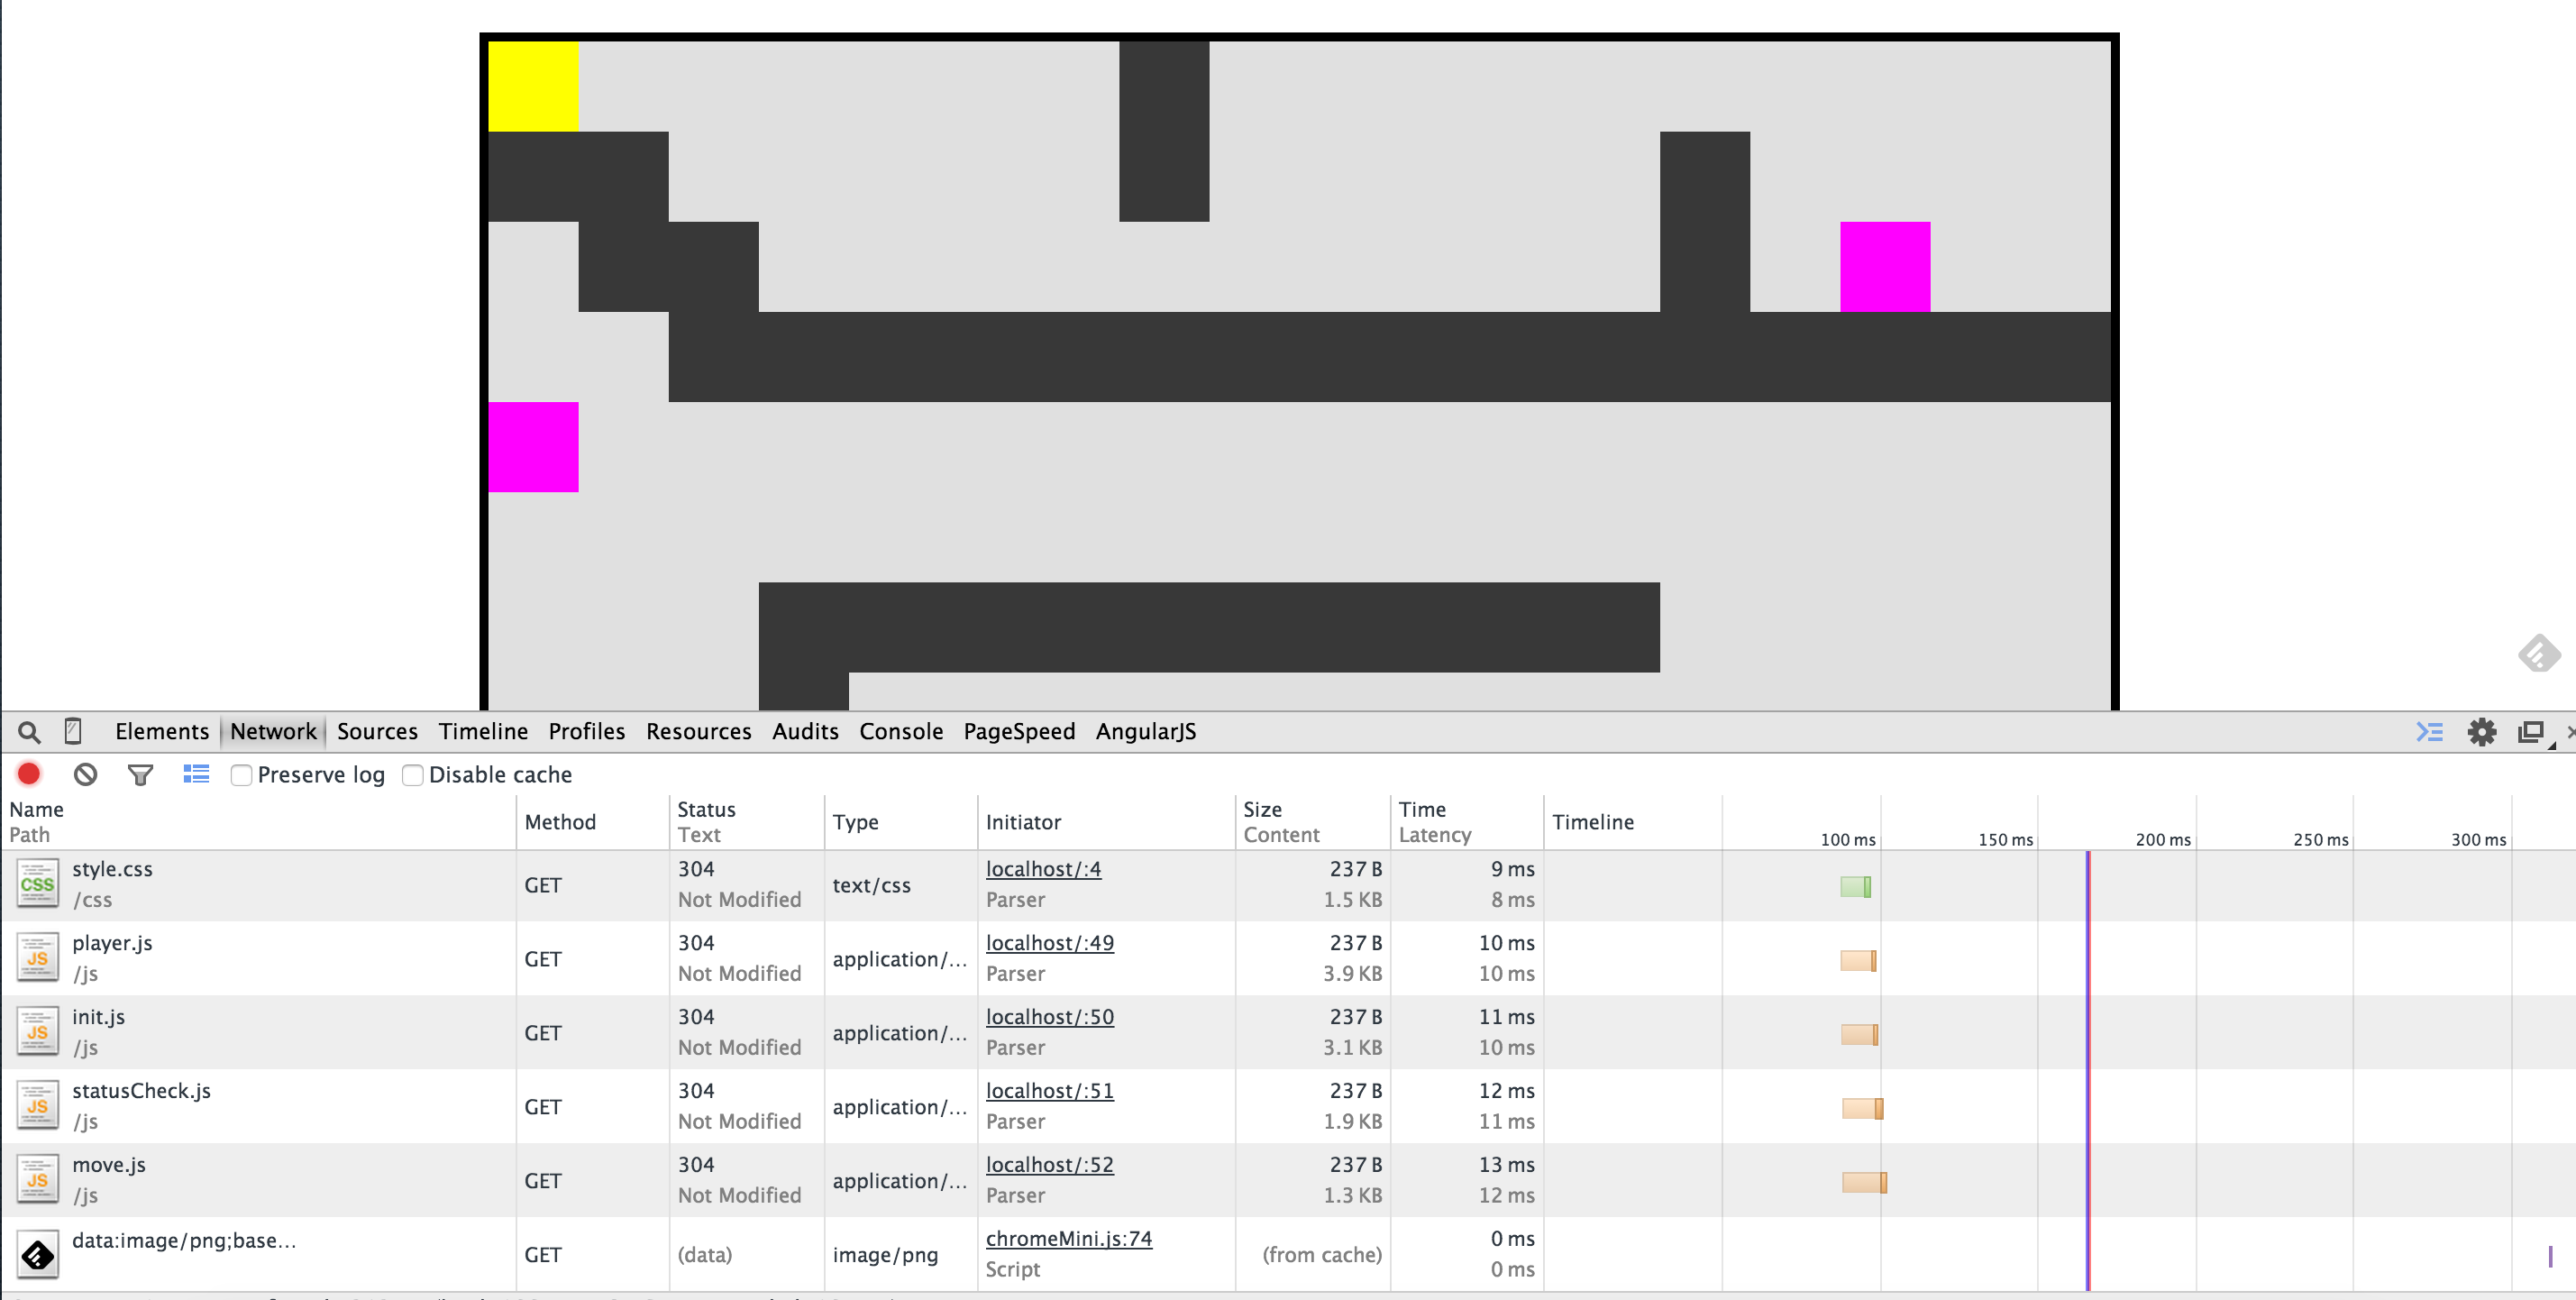 Elements Network Sources Timeline Profiles Resources Audits Console PageSpeed AngularJS
Preserve log Disable cache
Name Path Method Status Text Type Initiator Size Content Time Latency Timeline 100 ms 150 ms 200 ms 250 ms 300 ms
style.css /css GET 304 Not Modified text/css localhost/:4 Parser 237 B 1.5 KB 9 ms 8 ms
player.js /js GET 304 Not Modified application/... localhost/:49 Parser 237 B 3.9 KB 10 ms 10 ms
init.js /js GET 304 Not Modified application/... localhost/:50 Parser 237 B 3.1 KB 11 ms 10 ms
statusCheck.js /js GET 304 Not Modified application/... localhost/:51 Parser 237 B 1.9 KB 12 ms 11 ms
move.js /js GET 304 Not Modified application/... localhost/:52 Parser 237 B 1.3 KB 13 ms 12 ms
data:image/png;base... GET (data) image/png chromeMini.js:74 Script (from cache) 0 ms 0 ms